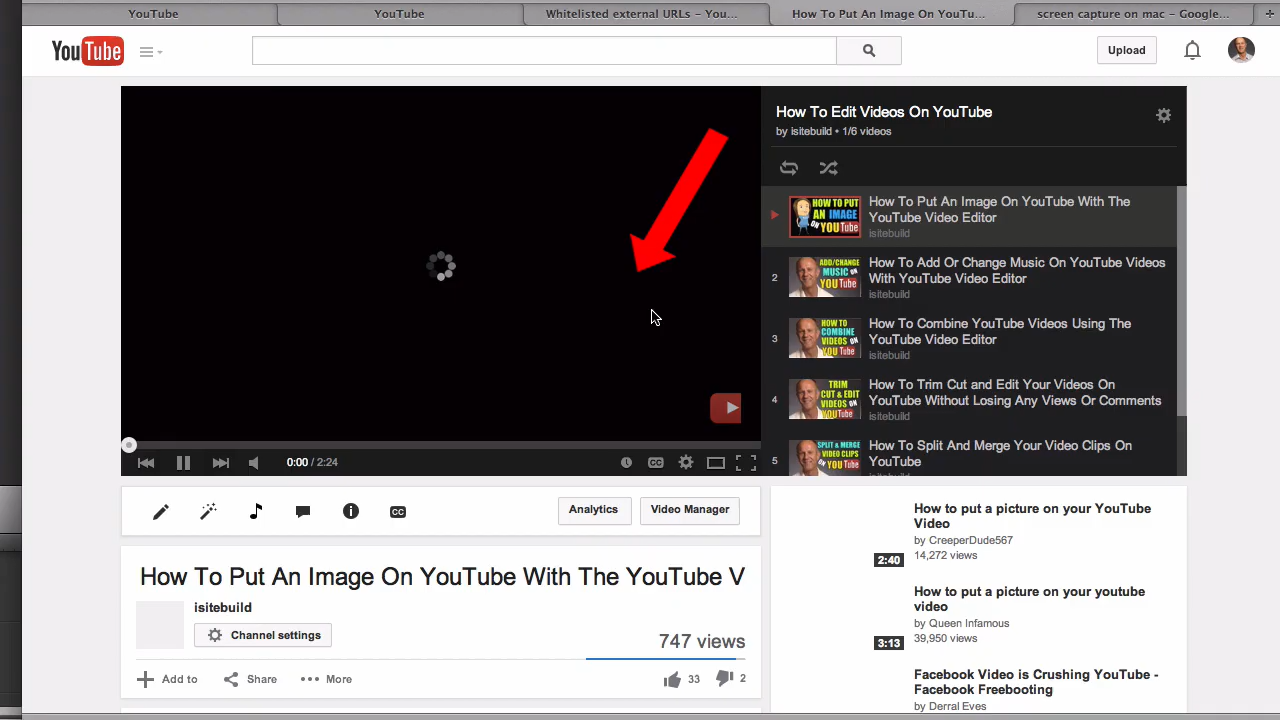 YouTube
YouTube
Whitelisted external URLs - You...
How To Put An Image On YouTu...
screen capture on mac - Google...
YouTube
Upload
How To Edit Videos On YouTube
by isitebuild • 1/6 videos
HOW TO PUT
AN IMAGE
ON YOUTube
How To Put An Image On YouTube With The
YouTube Video Editor
isitebuild
2
ADD/CHANGE
MUSIC ON
YOUTube
How To Add Or Change Music On YouTube Videos
With YouTube Video Editor
isitebuild
3
HOW TO
COMBINE
VIDEOS ON
YOUTube
How To Combine YouTube Videos Using The
YouTube Video Editor
isitebuild
4
TRIM
CUT & EDIT
VIDEOS ON
YOUTube
How To Trim Cut and Edit Your Videos On
YouTube Without Losing Any Views Or Comments
isitebuild
5
SPLIT & MERGE
VIDEO CLIPS
ON YOUTube
How To Split And Merge Your Video Clips On
YouTube
0:00 / 2:24
CC
CC
Analytics
Video Manager
How To Put An Image On YouTube With The YouTube V
isitebuild
Channel settings
747 views
Add to
Share
More
33
2
How to put a picture on your YouTube
Video
by CreeperDude567
14,272 views
2:40
How to put a picture on your youtube
video
by Queen Infamous
39,950 views
3:13
Facebook Video is Crushing YouTube -
Facebook Freebooting
by Derral Eves